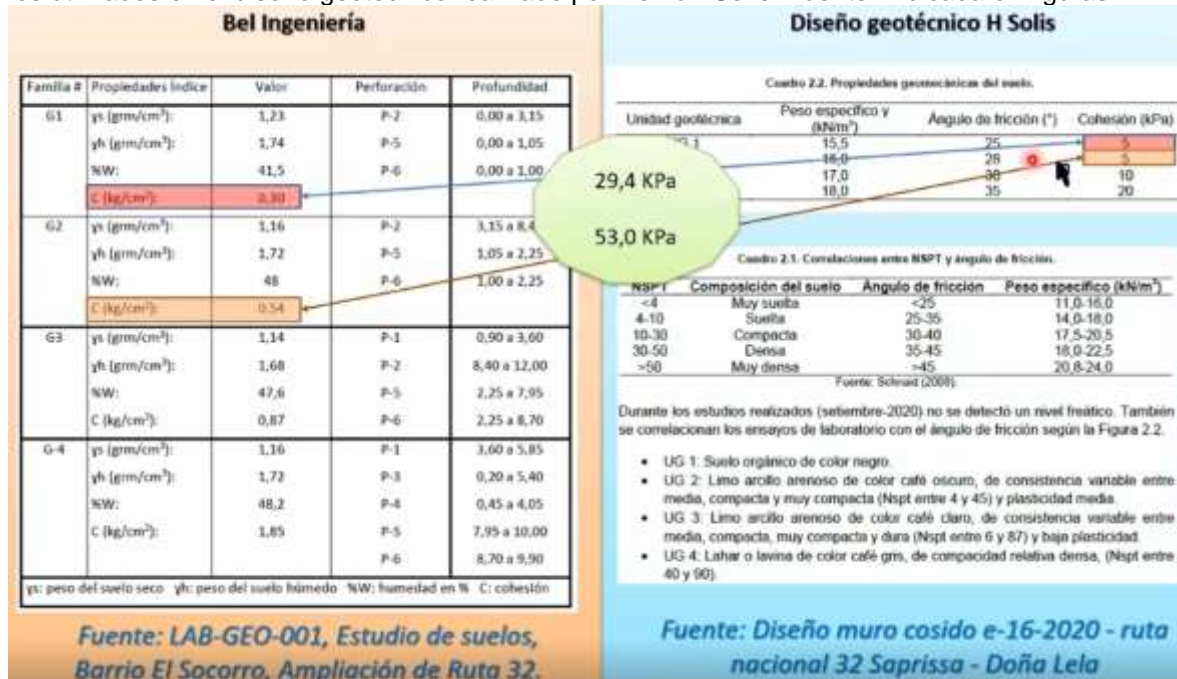 Bel Ingeniería
Familia # Propiedades Índice Valor Perforación Profundidad
G1 γs (grm/cm³): 1,23 P-2 0,00 a 3,15
γh (grm/cm³): 1,74 P-5 0,00 a 1,05
%W: 41,5 P-6 0,00 a 1,00
C (kg/cm²): 0,30
G2 γs (grm/cm³): 1,16 P-2 3,15 a 8,4
γh (grm/cm³): 1,72 P-5 1,05 a 2,25
%W: 48 P-6 1,00 a 2,25
C (kg/cm²): 0.54
G3 γs (grm/cm³): 1,14 P-1 0,90 a 3,60
γh (grm/cm³): 1,68 P-2 8,40 a 12,00
%W: 47,6 P-5 2,25 a 7,95
C (kg/cm²): 0,87 P-6 2,25 a 8,70
G-4 γs (grm/cm³): 1,16 P-1 3,60 a 5,85
γh (grm/cm³): 1,72 P-3 0,20 a 5,40
%W: 48,2 P-4 0,45 a 4,05
C (kg/cm²): 1,85 P-5 7,95 a 10,00
P-6 8,70 a 9,90
γs: peso del suelo seco γh: peso del suelo húmedo %W: humedad en % C: cohesión
Fuente: LAB-GEO-001, Estudio de suelos,
Barrio El Socorro, Ampliación de Ruta 32.
29,4 KPa
53,0 KPa
Diseño geotécnico H Solis
Cuadro 2.2. Propiedades geomecánicas del suelo.
Unidad geotécnica Peso específico γ (kN/m³) Ángulo de fricción (°) Cohesión (kPa)
1 15,5 25 5
16,0 28 5
17,0 30 10
18,0 35 20
Cuadro 2.1. Correlaciones entre NSPT y ángulo de fricción.
NSPT Composición del suelo Ángulo de fricción Peso específico (kN/m³)
<4 Muy suelta <25 11,0-16,0
4-10 Suelta 25-35 14,0-18,0
10-30 Compacta 30-40 17,5-20,5
30-50 Densa 35-45 18,0-22,5
>50 Muy densa >45 20,8-24,0
Fuente: Schnaid (2009).
Durante los estudios realizados (setiembre-2020) no se detectó un nivel freático. También
se correlacionan los ensayos de laboratorio con el ángulo de fricción según la Figura 2.2.
• UG 1: Suelo orgánico de color negro.
• UG 2: Limo arcillo arenoso de color café oscuro, de consistencia variable entre
media, compacta y muy compacta (Nspt entre 4 y 45) y plasticidad media.
• UG 3: Limo arcillo arenoso de color café claro, de consistencia variable entre
media, compacta, muy compacta y dura (Nspt entre 6 y 87) y baja plasticidad.
• UG 4: Lahar o lavina de color café gris, de compacidad relativa densa, (Nspt entre
40 y 90).
Fuente: Diseño muro cosido e-16-2020 - ruta
nacional 32 Saprissa - Doña Lela